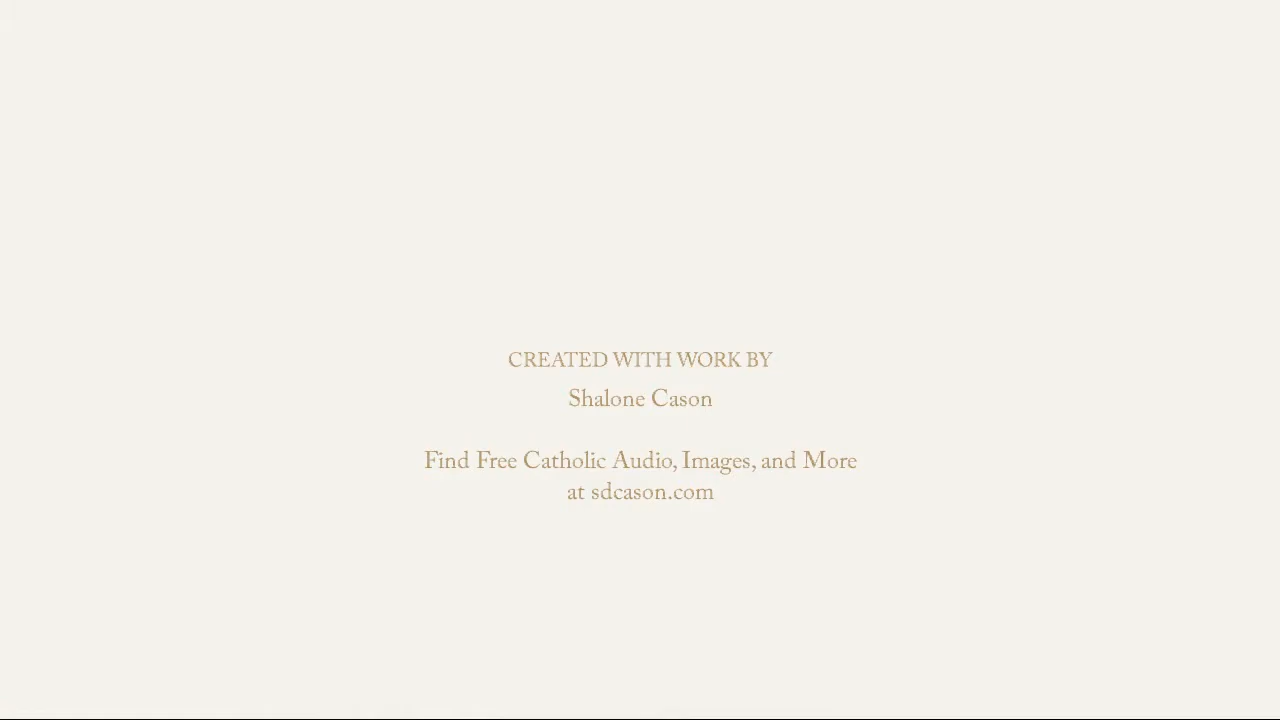 CREATED WITH WORK BY
Shalone Cason
Find Free Catholic Audio, Images, and More
at sdcason.com